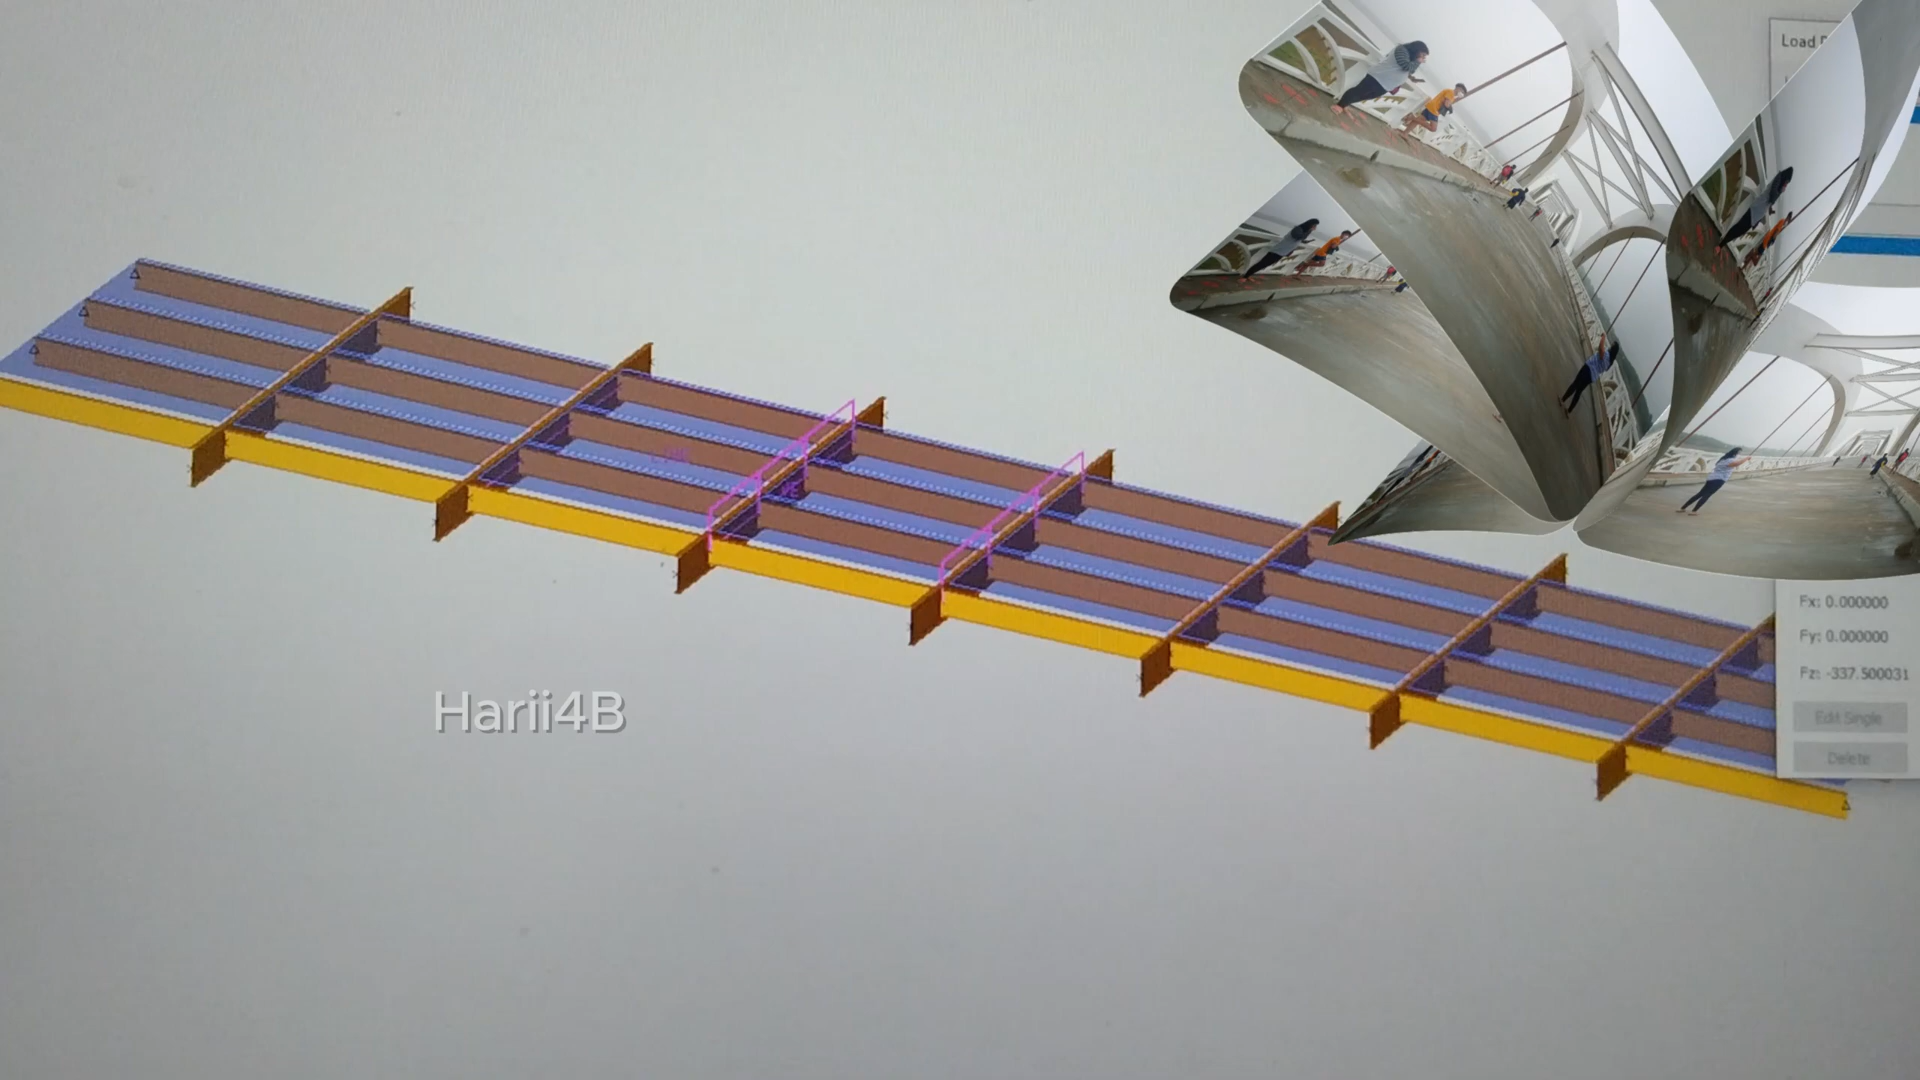 Load
Fx: 0.000000
Fy: 0.000000
Fz: -337.500031
Edit Single
Delete
Harii4B